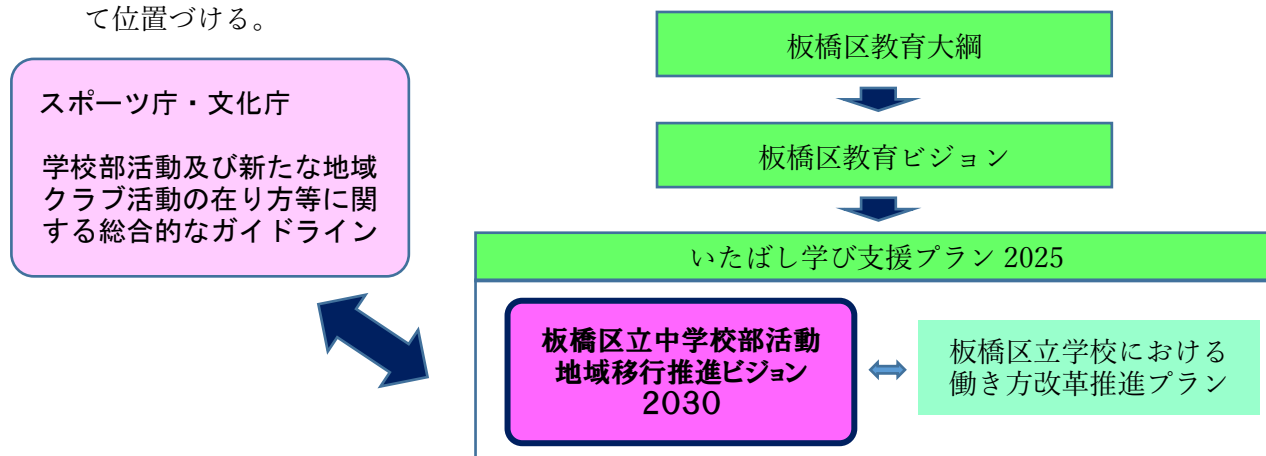 て位置づける。
スポーツ庁・文化庁
学校部活動及び新たな地域
クラブ活動の在り方等に関
する総合的なガイドライン
板橋区教育大綱
板橋区教育ビジョン
いたばし学び支援プラン 2025
板橋区立中学校部活動
地域移行推進ビジョン
2030
板橋区立学校における
働き方改革推進プラン